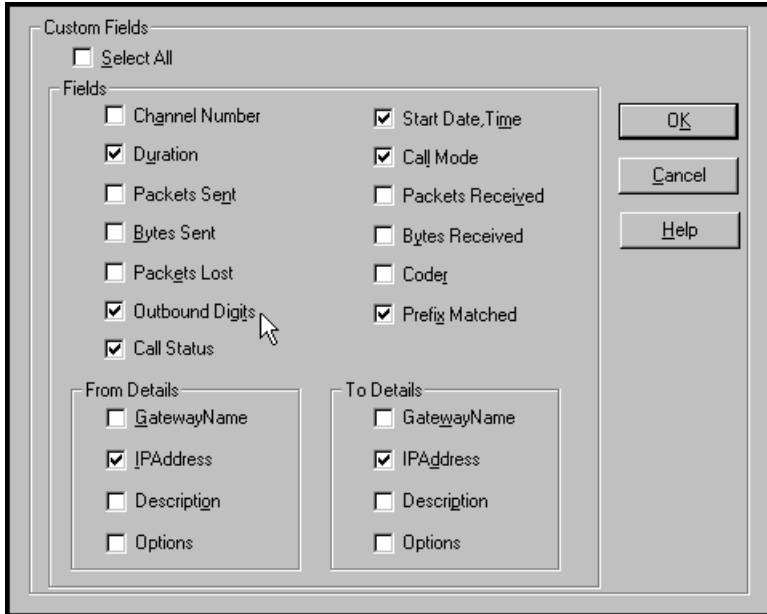 Custom Fields
Select All
Fields
Channel Number
Start Date,Time
OK
Duration
Call Mode
Cancel
Packets Sent
Packets Received
Bytes Sent
Bytes Received
Help
Packets Lost
Coder
Outbound Digits
Prefix Matched
Call Status
From Details
To Details
GatewayName
GatewayName
IPAddress
IPAddress
Description
Description
Options
Options